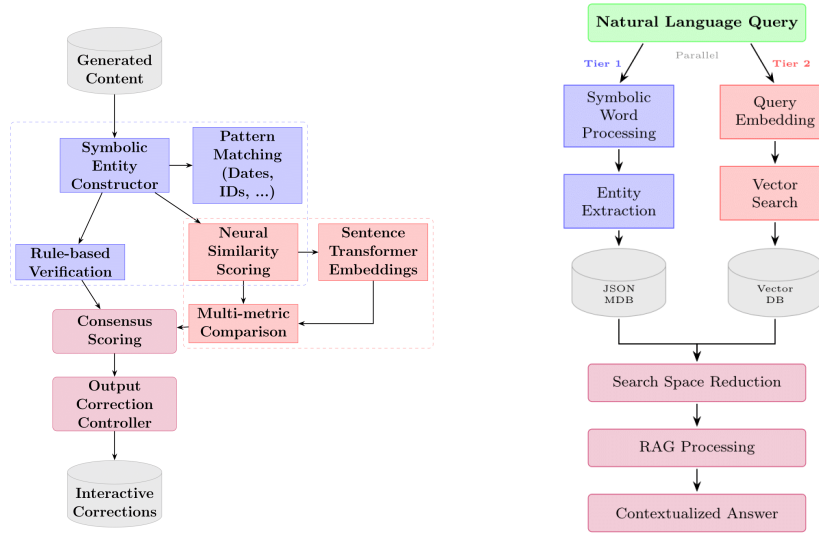 Generated
Content
Symbolic
Entity
Constructor
Pattern
Matching
(Dates,
IDs, ...)
Rule-based
Verification
Neural
Similarity
Scoring
Sentence
Transformer
Embeddings
Multi-metric
Comparison
Consensus
Scoring
Output
Correction
Controller
Interactive
Corrections
Natural Language Query
Parallel
Tier 1
Tier 2
Symbolic
Word
Processing
Query
Embedding
Entity
Extraction
Vector
Search
JSON
MDB
Vector
DB
Search Space Reduction
RAG Processing
Contextualized Answer